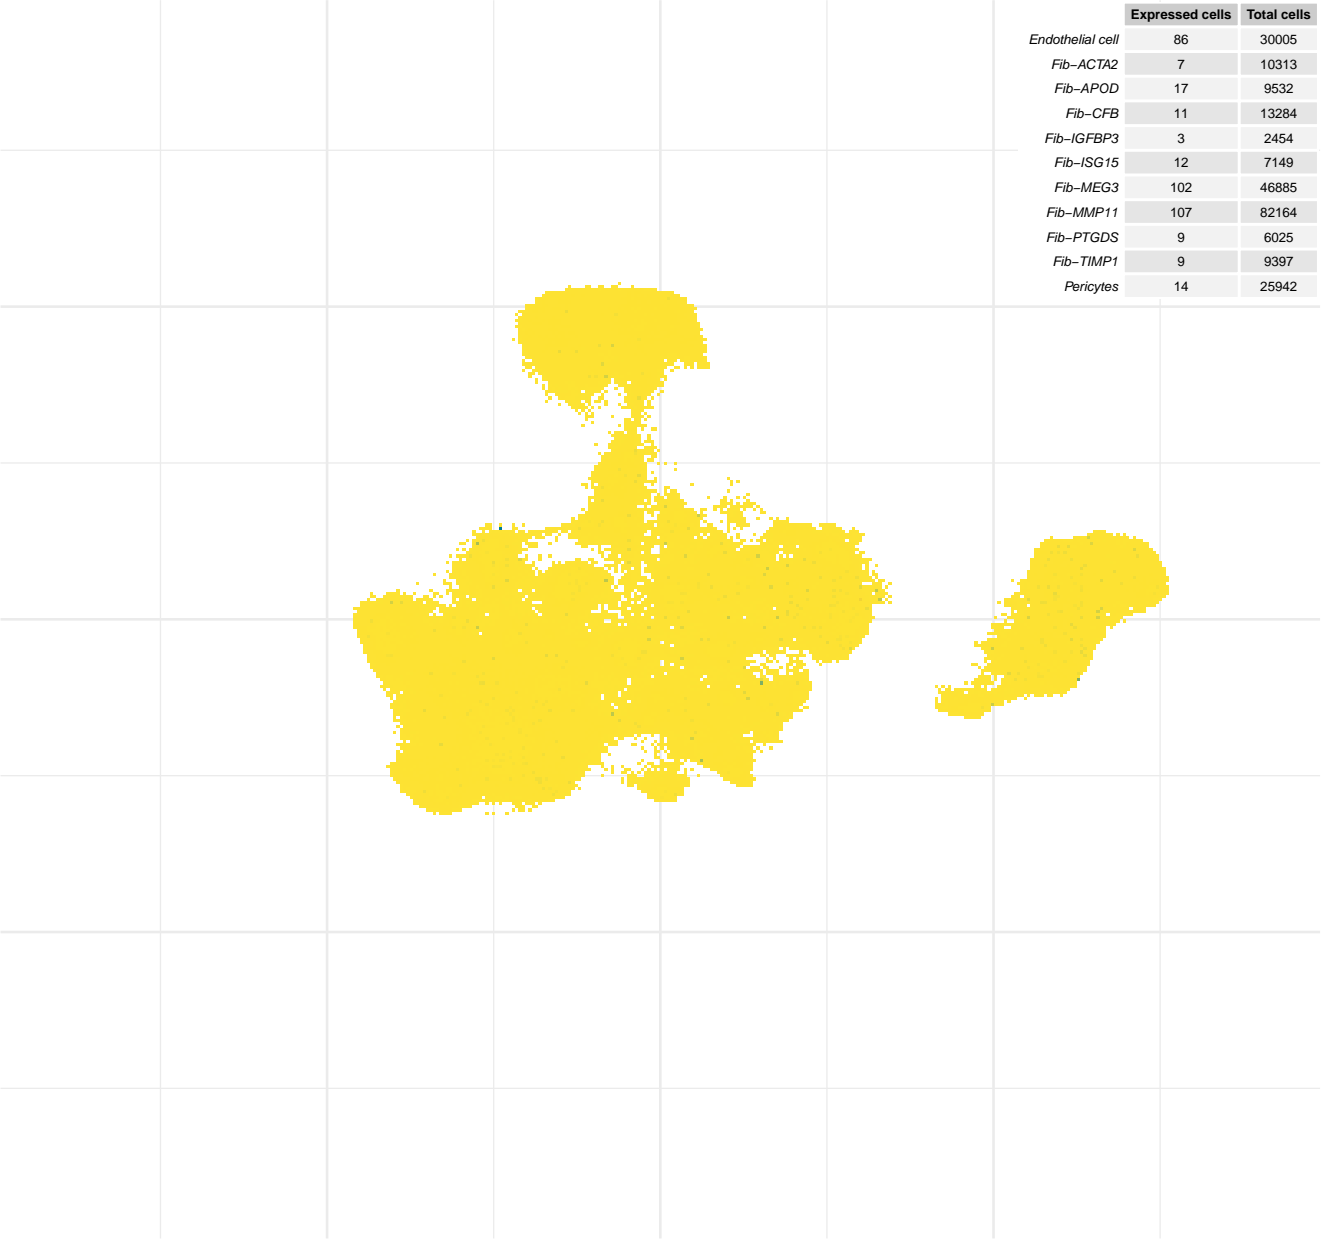 Expressed cells Total cells
Endothelial cell 86 30005
Fib−ACTA2 7 10313
Fib−APOD 17 9532
Fib−CFB 11 13284
Fib−IGFBP3 3 2454
Fib−ISG15 12 7149
Fib−MEG3 102 46885
Fib−MMP11 107 82164
Fib−PTGDS 9 6025
Fib−TIMP1 9 9397
Pericytes 14 25942